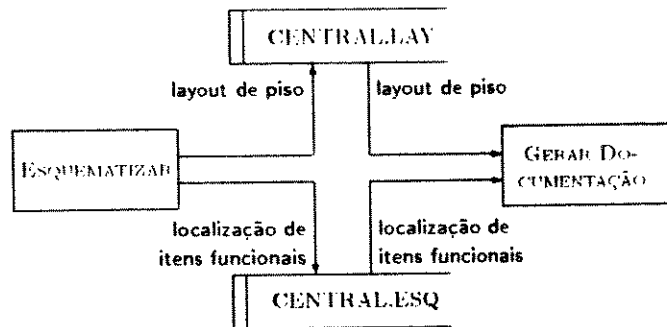 CENTRAL.LAY
layout de piso
layout de piso
ESQUEMATIZAR
GERAR DO-
CUMENTAÇÃO
localização de
itens funcionais
localização de
itens funcionais
CENTRAL.ESQ